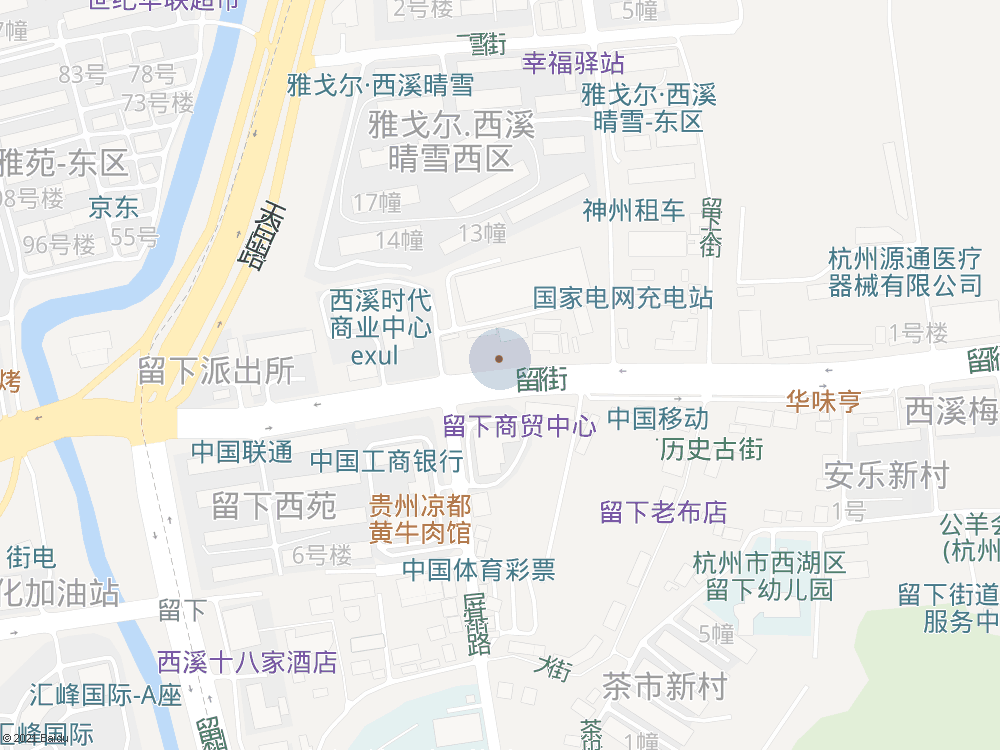 世纪华联超市
2号楼
5幢
7幢
雪街
83号
78号
幸福驿站
雅戈尔·西溪晴雪
73号楼
雅戈尔·西溪
晴雪-东区
雅戈尔.西溪
晴雪西区
雅苑-东区
98号楼
京东
17幢
神州租车
留下大街
96号楼
55号
14幢
13幢
天目山路
杭州源通医疗
器械有限公司
西溪时代
商业中心
exul
国家电网充电站
1号楼
留下派出所
留下街
留下街
烤
华味亨
西溪梅
留下商贸中心
中国移动
中国联通
中国工商银行
历史古街
安乐新村
留下西苑
贵州凉都
黄牛肉馆
留下老布店
1号
公羊会
(杭州
街电
6号楼
中国体育彩票
杭州市西湖区
留下幼儿园
化加油站
留下
留下街道
服务中
屏基路
5幢
西溪十八家酒店
大街
茶市新村
汇峰国际-A座
汇峰国际
留和
茶市
1幢
© 2021 Baidu